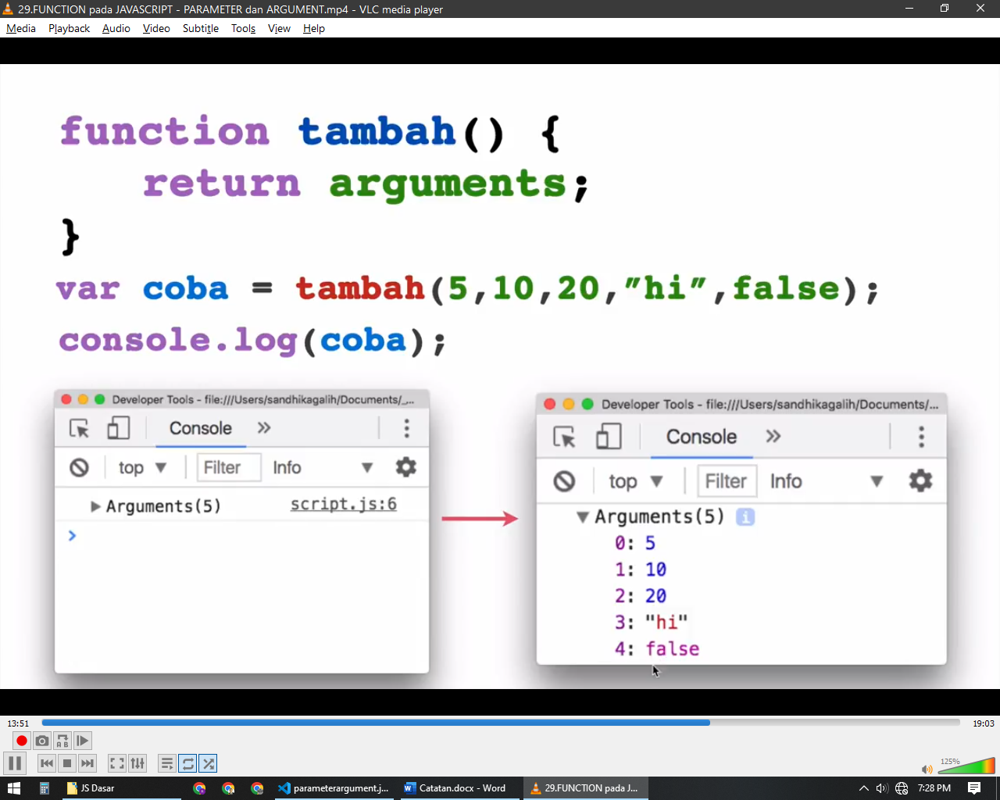 29.FUNCTION pada JAVASCRIPT - PARAMETER dan ARGUMENT.mp4 - VLC media player
Media Playback Audio Video Subtitle Tools View Help
function tambah() {
return arguments;
}
var coba = tambah(5,10,20,”hi”,false);
console.log(coba);
Developer Tools - file:///Users/sandhikagalih/Documents/_...
Console »
top ▼ Filter Info ▼
▶ Arguments(5) script.js:6
>
Developer Tools - file:///Users/sandhikagalih/Documents/...
Console »
top ▼ Filter Info ▼
▼ Arguments(5) i
0: 5
1: 10
2: 20
3: "hi"
4: false
13:51 19:03
A B
125%
JS Dasar parameterargument.j... Catatan.docx - Word 29.FUNCTION pada J... 7:28 PM